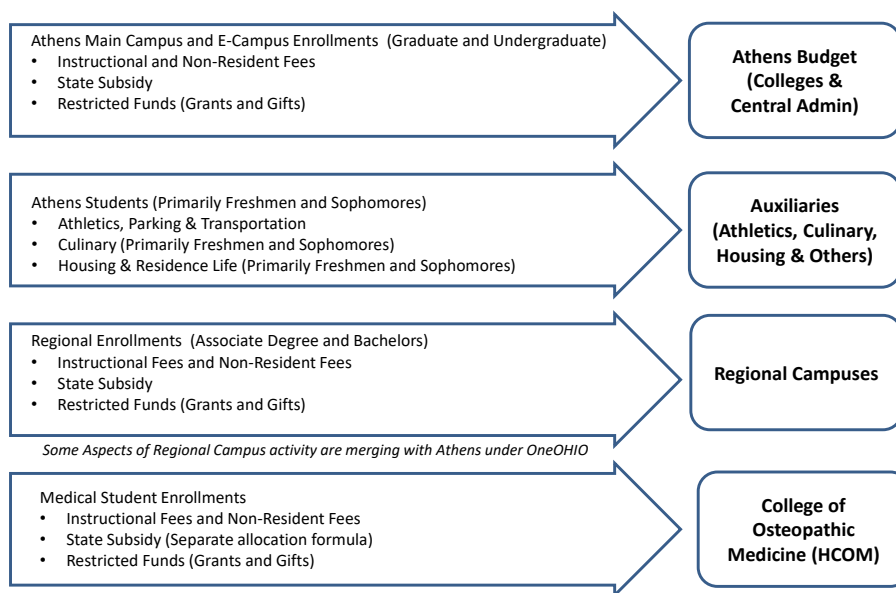 Athens Main Campus and E-Campus Enrollments (Graduate and Undergraduate)
• Instructional and Non-Resident Fees
• State Subsidy
• Restricted Funds (Grants and Gifts)
Athens Budget
(Colleges &
Central Admin)
Athens Students (Primarily Freshmen and Sophomores)
• Athletics, Parking & Transportation
• Culinary (Primarily Freshmen and Sophomores)
• Housing & Residence Life (Primarily Freshmen and Sophomores)
Auxiliaries
(Athletics, Culinary,
Housing & Others)
Regional Enrollments (Associate Degree and Bachelors)
• Instructional Fees and Non-Resident Fees
• State Subsidy
• Restricted Funds (Grants and Gifts)
Regional Campuses
Some Aspects of Regional Campus activity are merging with Athens under OneOHIO
Medical Student Enrollments
• Instructional Fees and Non-Resident Fees
• State Subsidy (Separate allocation formula)
• Restricted Funds (Grants and Gifts)
College of
Osteopathic
Medicine (HCOM)